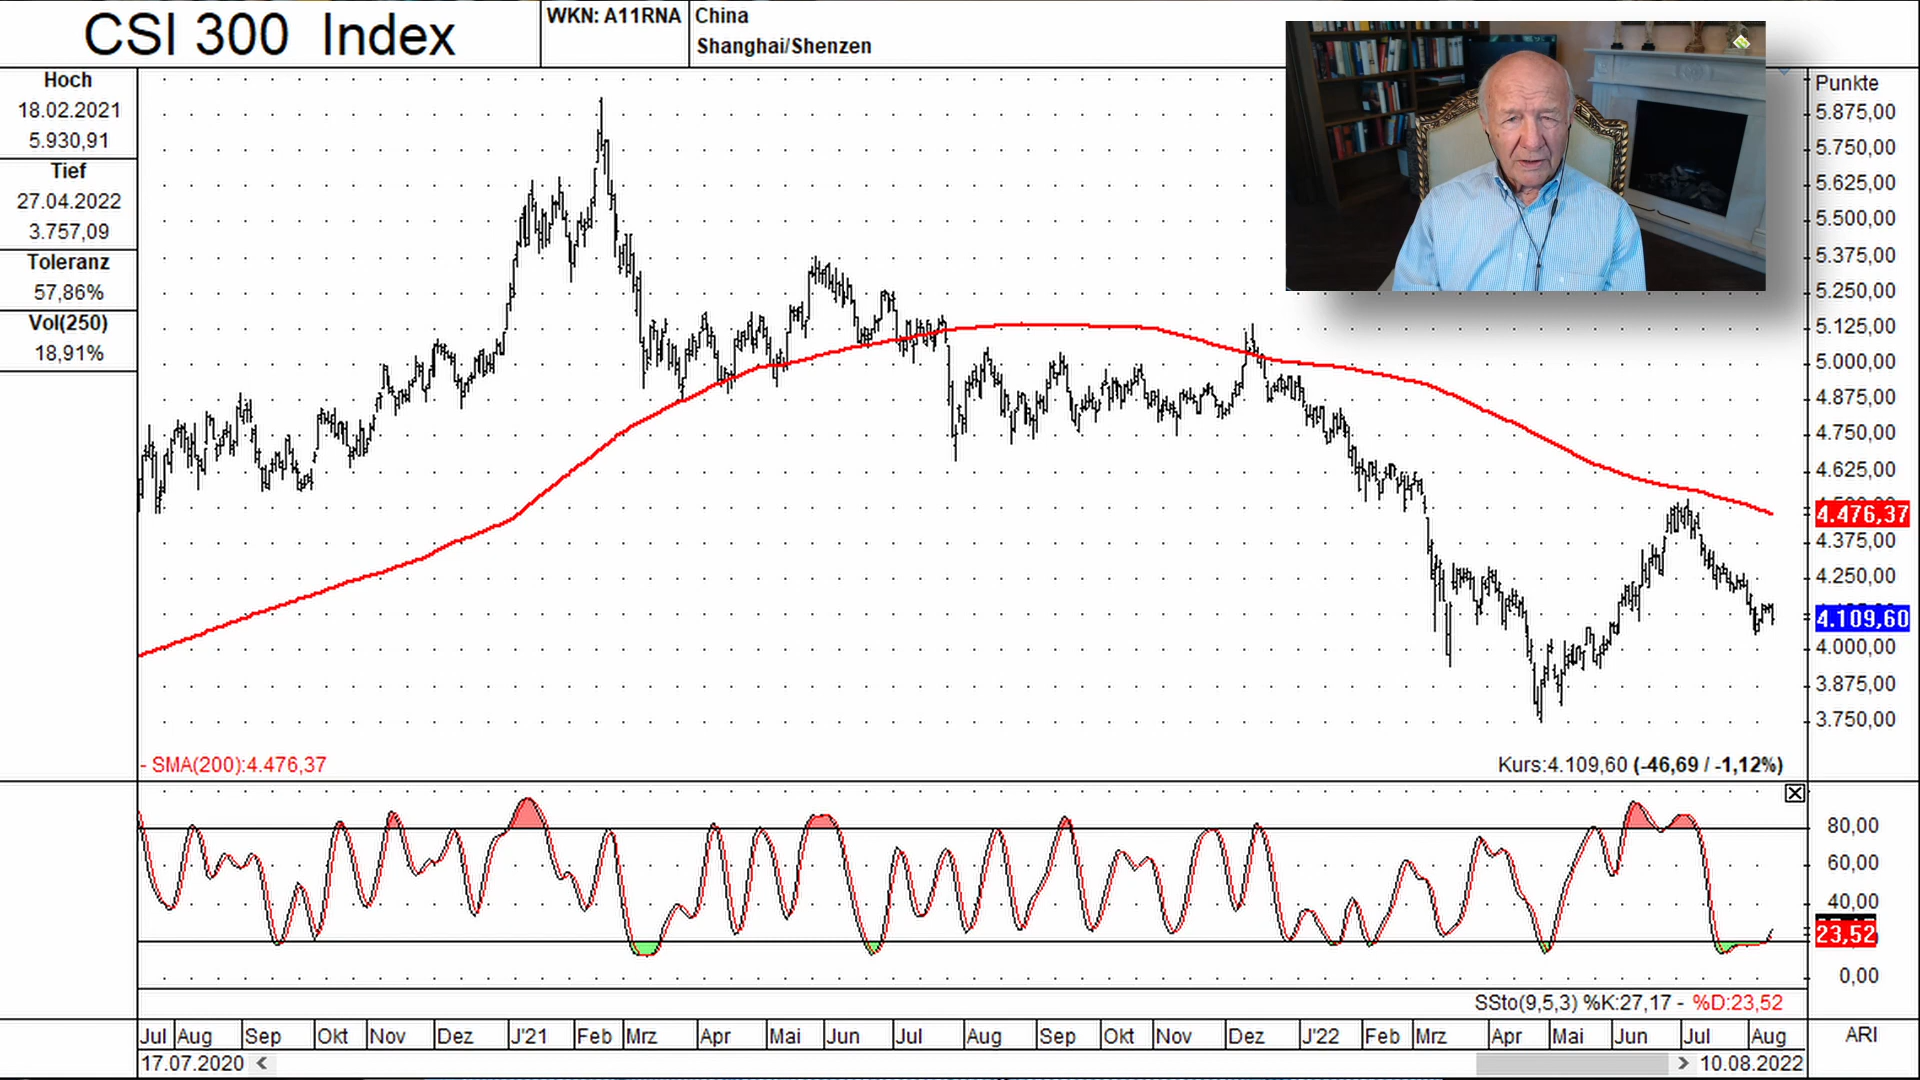 CSI 300 Index
WKN: A11RNA
China
Shanghai/Shenzen
Hoch
18.02.2021
5.930,91
Tief
27.04.2022
3.757,09
Toleranz
57,86%
Vol(250)
18,91%
Punkte
5.875,00
5.750,00
5.625,00
5.500,00
5.375,00
5.250,00
5.125,00
5.000,00
4.875,00
4.750,00
4.625,00
4.476,37
4.375,00
4.250,00
4.109,60
4.000,00
3.875,00
3.750,00
- SMA(200):4.476,37
Kurs:4.109,60 (-46,69 / -1,12%)
80,00
60,00
40,00
23,52
0,00
SSto(9,5,3) %K:27,17 - %D:23,52
Jul Aug Sep Okt Nov Dez J'21 Feb Mrz Apr Mai Jun Jul Aug Sep Okt Nov Dez J'22 Feb Mrz Apr Mai Jun Jul Aug
ARI
17.07.2020 < > 10.08.2022